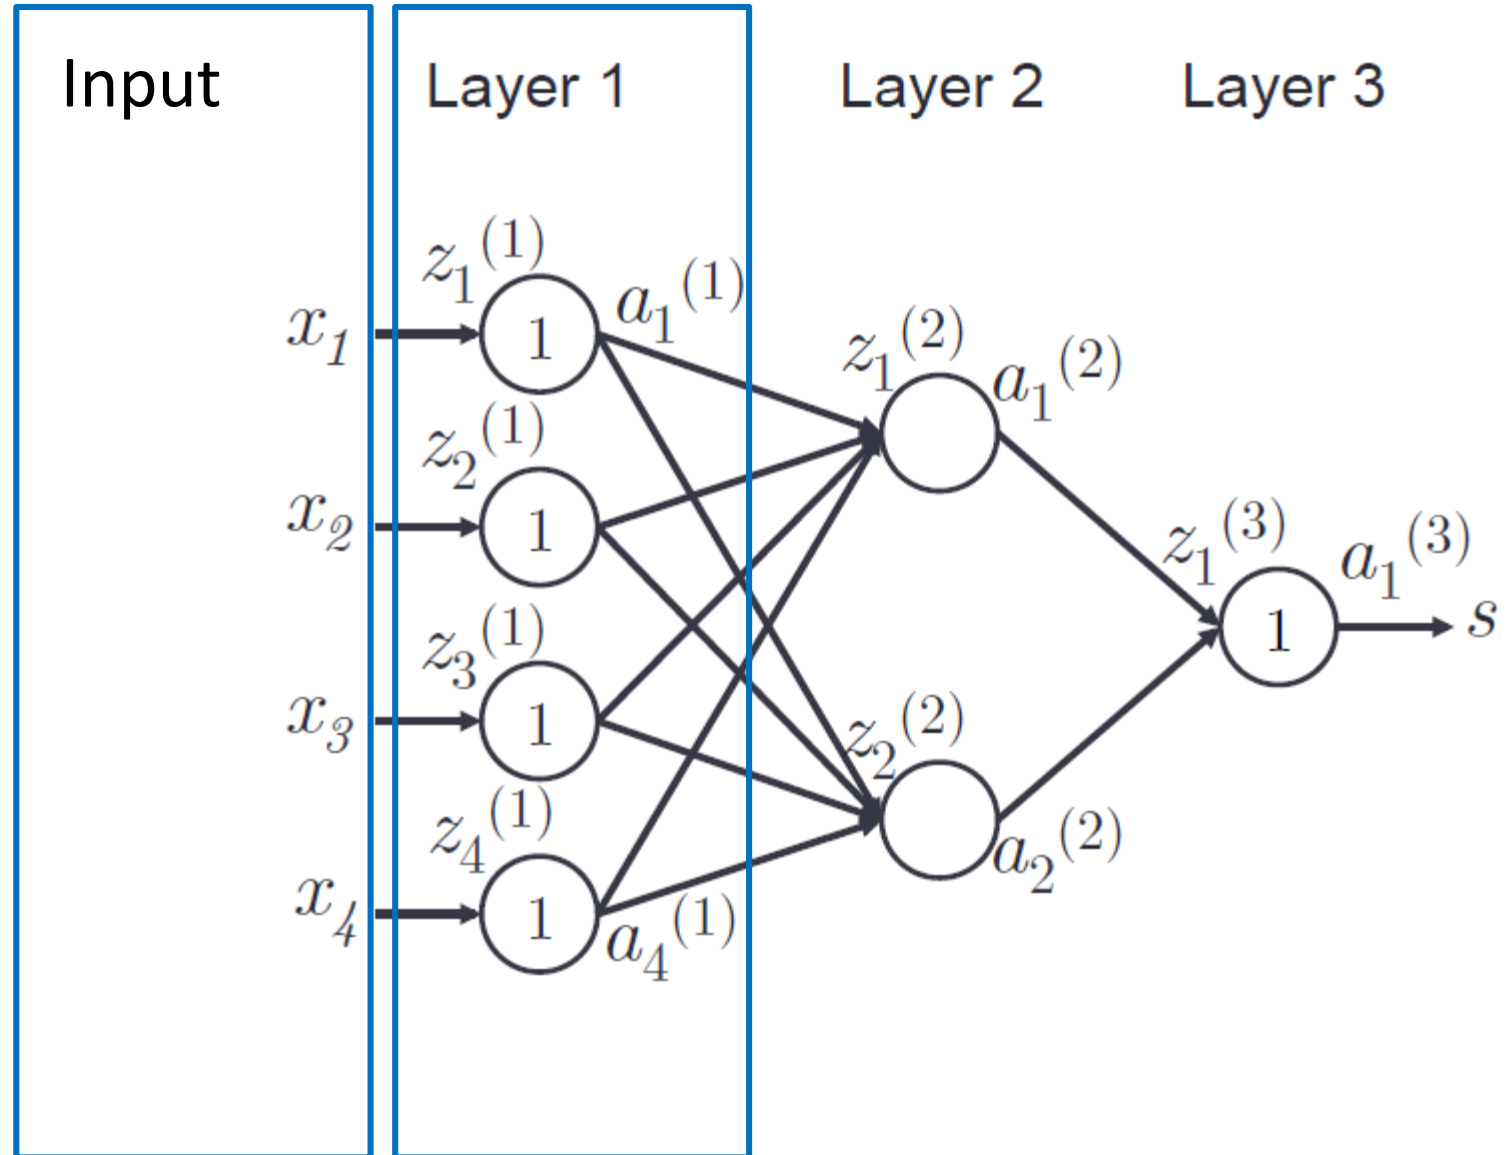 Input Layer 1 Layer 2 Layer 3
z₁⁽¹⁾
a₁⁽¹⁾
x₁ 1
z₁⁽²⁾
a₁⁽²⁾
z₂⁽¹⁾
x₂ 1
z₁⁽³⁾
a₁⁽³⁾
z₃⁽¹⁾
1 s
x₃ 1
z₂⁽²⁾
z₄⁽¹⁾
a₂⁽²⁾
x₄ 1
a₄⁽¹⁾